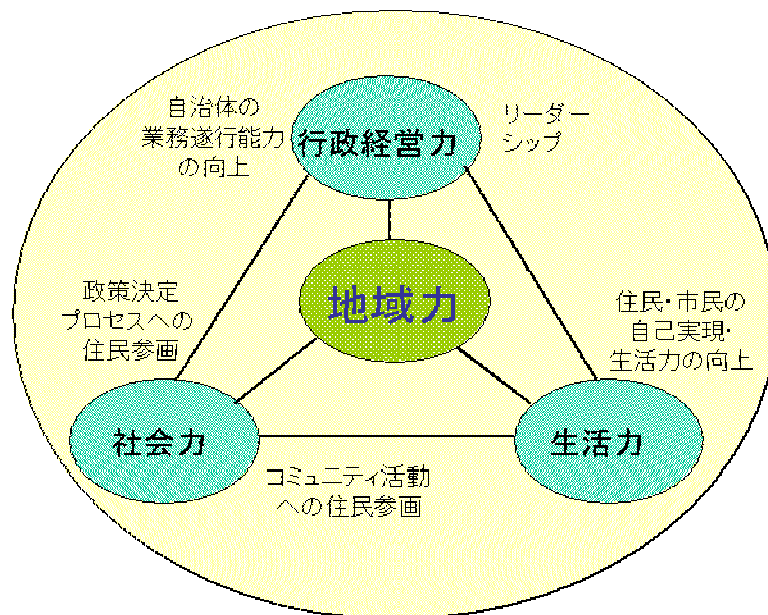 自治体の
業務遂行能力
の向上
リーダー
シップ
行政経営力
地域力
政策決定
プロセスへの
住民参画
住民・市民の
自己実現・
生活力の向上
社会力
生活力
コミュニティ活動
への住民参画